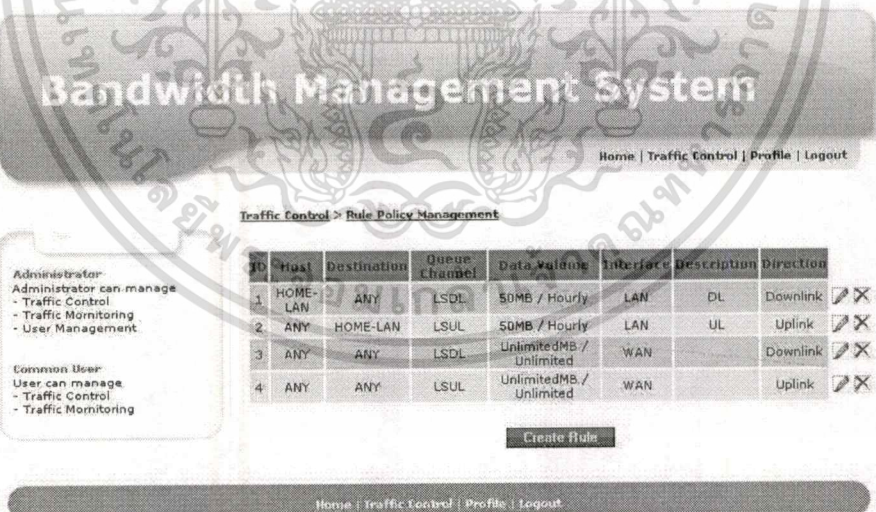 Bandwidth Management System
Home | Traffic Control | Profile | Logout
Traffic Control > Rule Policy Management
Administrator
Administrator can manage
- Traffic Control
- Traffic Mornitoring
- User Management
Common User
User can manage
- Traffic Control
- Traffic Mornitoring
ID Host Destination Queue Channel Data Volume Interface Description Direction
1 HOME-LAN ANY LSDL 50MB / Hourly LAN DL Downlink
2 ANY HOME-LAN LSUL 50MB / Hourly LAN UL Uplink
3 ANY ANY LSDL UnlimitedMB / Unlimited WAN Downlink
4 ANY ANY LSUL UnlimitedMB / Unlimited WAN Uplink
Create Rule
Home | Traffic Control | Profile | Logout